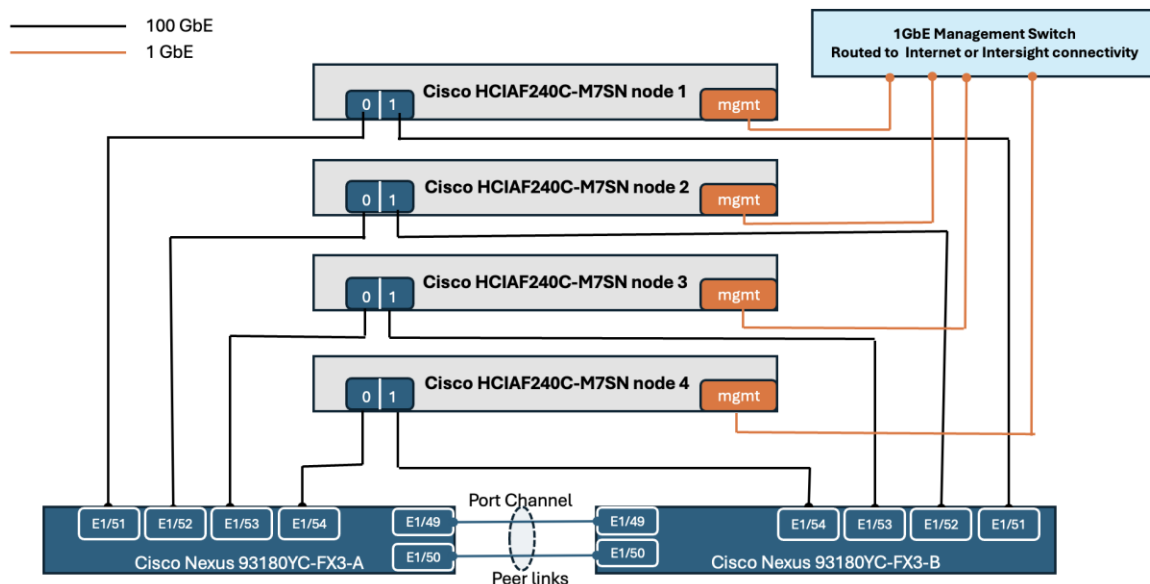 100 GbE
1 GbE
1GbE Management Switch
Routed to  Internet or Intersight connectivity
Cisco HCIAF240C-M7SN node 1
0 1
mgmt
Cisco HCIAF240C-M7SN node 2
0 1
mgmt
Cisco HCIAF240C-M7SN node 3
0 1
mgmt
Cisco HCIAF240C-M7SN node 4
0 1
mgmt
Port Channel
E1/51 E1/52 E1/53 E1/54 E1/49
E1/50
Cisco Nexus 93180YC-FX3-A
Peer links
E1/49 E1/54 E1/53 E1/52 E1/51
E1/50
Cisco Nexus 93180YC-FX3-B